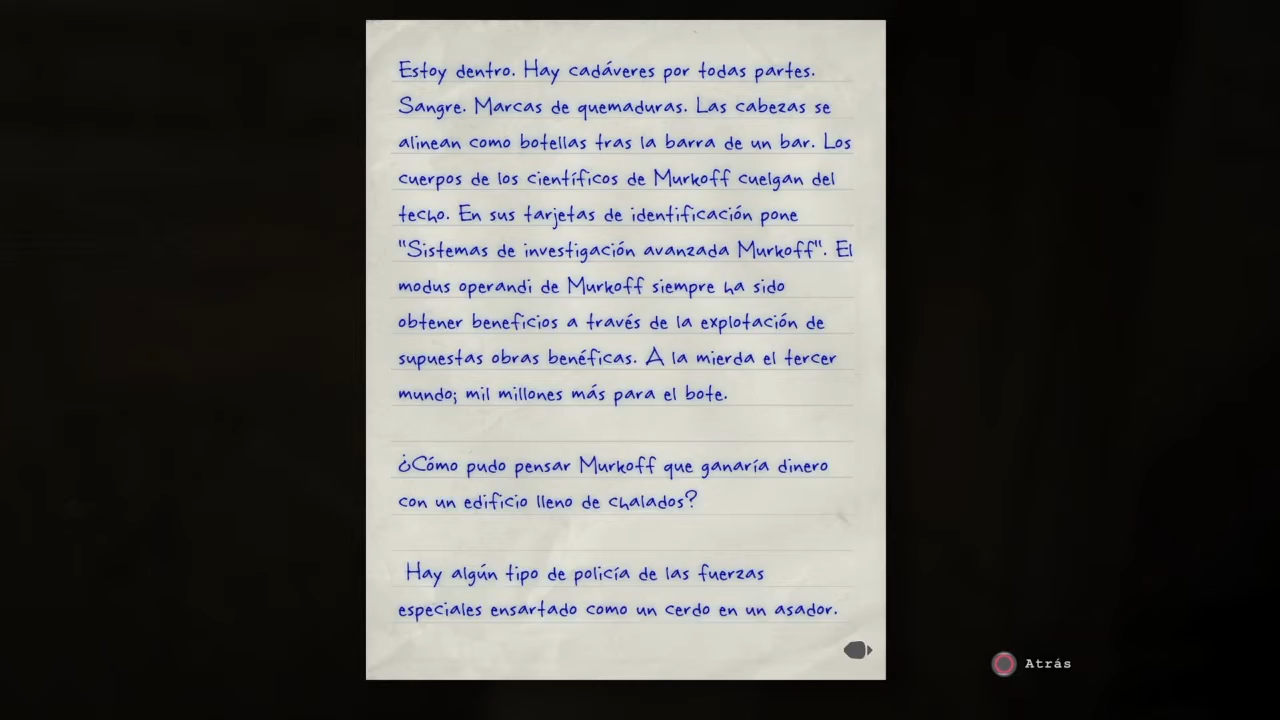 Estoy dentro. Hay cadáveres por todas partes.
Sangre. Marcas de quemaduras. Las cabezas se
alinean como botellas tras la barra de un bar. Los
cuerpos de los científicos de Murkoff cuelgan del
techo. En sus tarjetas de identificación pone
"Sistemas de investigación avanzada Murkoff". El
modus operandi de Murkoff siempre ha sido
obtener beneficios a través de la explotación de
supuestas obras benéficas. A la mierda el tercer
mundo; mil millones más para el bote.
¿Cómo pudo pensar Murkoff que ganaría dinero
con un edificio lleno de chalados?
Hay algún tipo de policía de las fuerzas
especiales ensartado como un cerdo en un asador.
Atrás